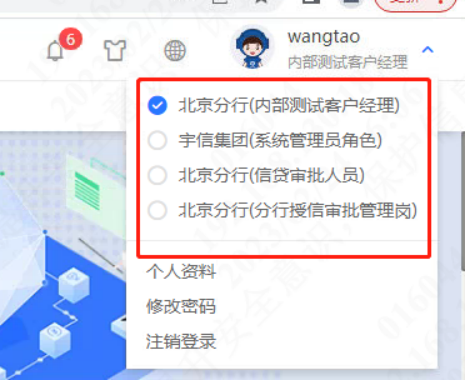 6
wangtao
内部测试客户经理
北京分行(内部测试客户经理)
宇信集团(系统管理员角色)
北京分行(信贷审批人员)
北京分行(分行授信审批管理岗)
个人资料
修改密码
注销登录